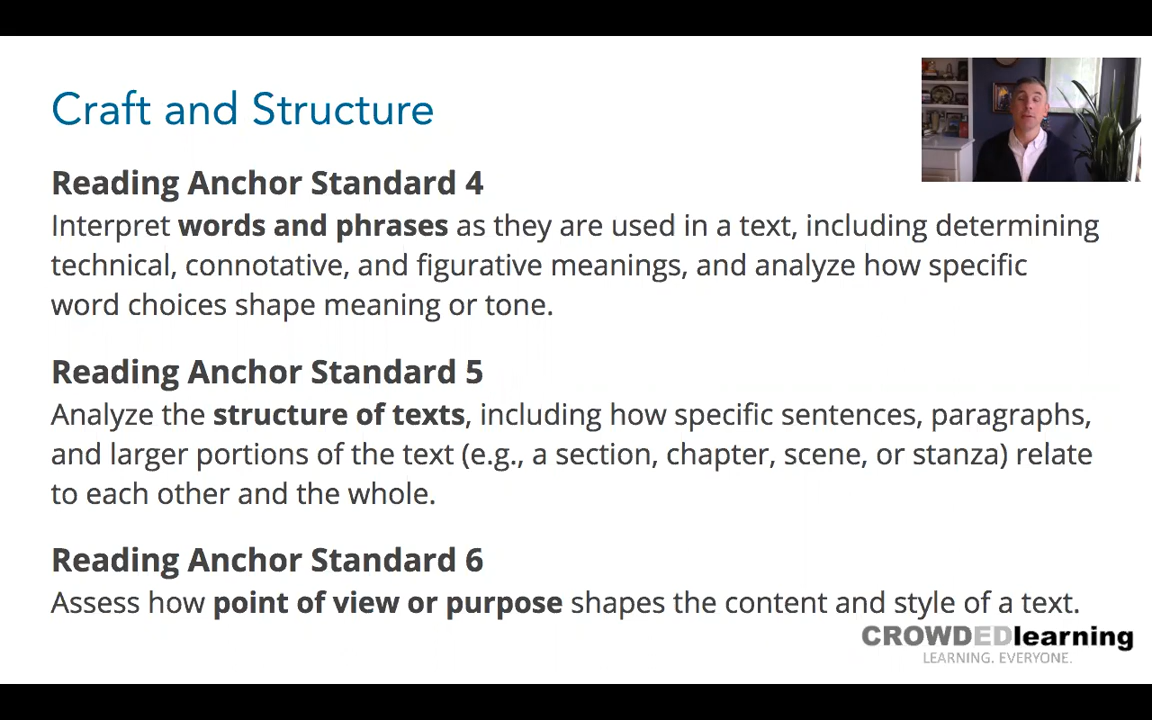 Craft and Structure
Reading Anchor Standard 4
Interpret words and phrases as they are used in a text, including determining
technical, connotative, and figurative meanings, and analyze how specific
word choices shape meaning or tone.
Reading Anchor Standard 5
Analyze the structure of texts, including how specific sentences, paragraphs,
and larger portions of the text (e.g., a section, chapter, scene, or stanza) relate
to each other and the whole.
Reading Anchor Standard 6
Assess how point of view or purpose shapes the content and style of a text.
CROWDEDlearning
LEARNING. EVERYONE.